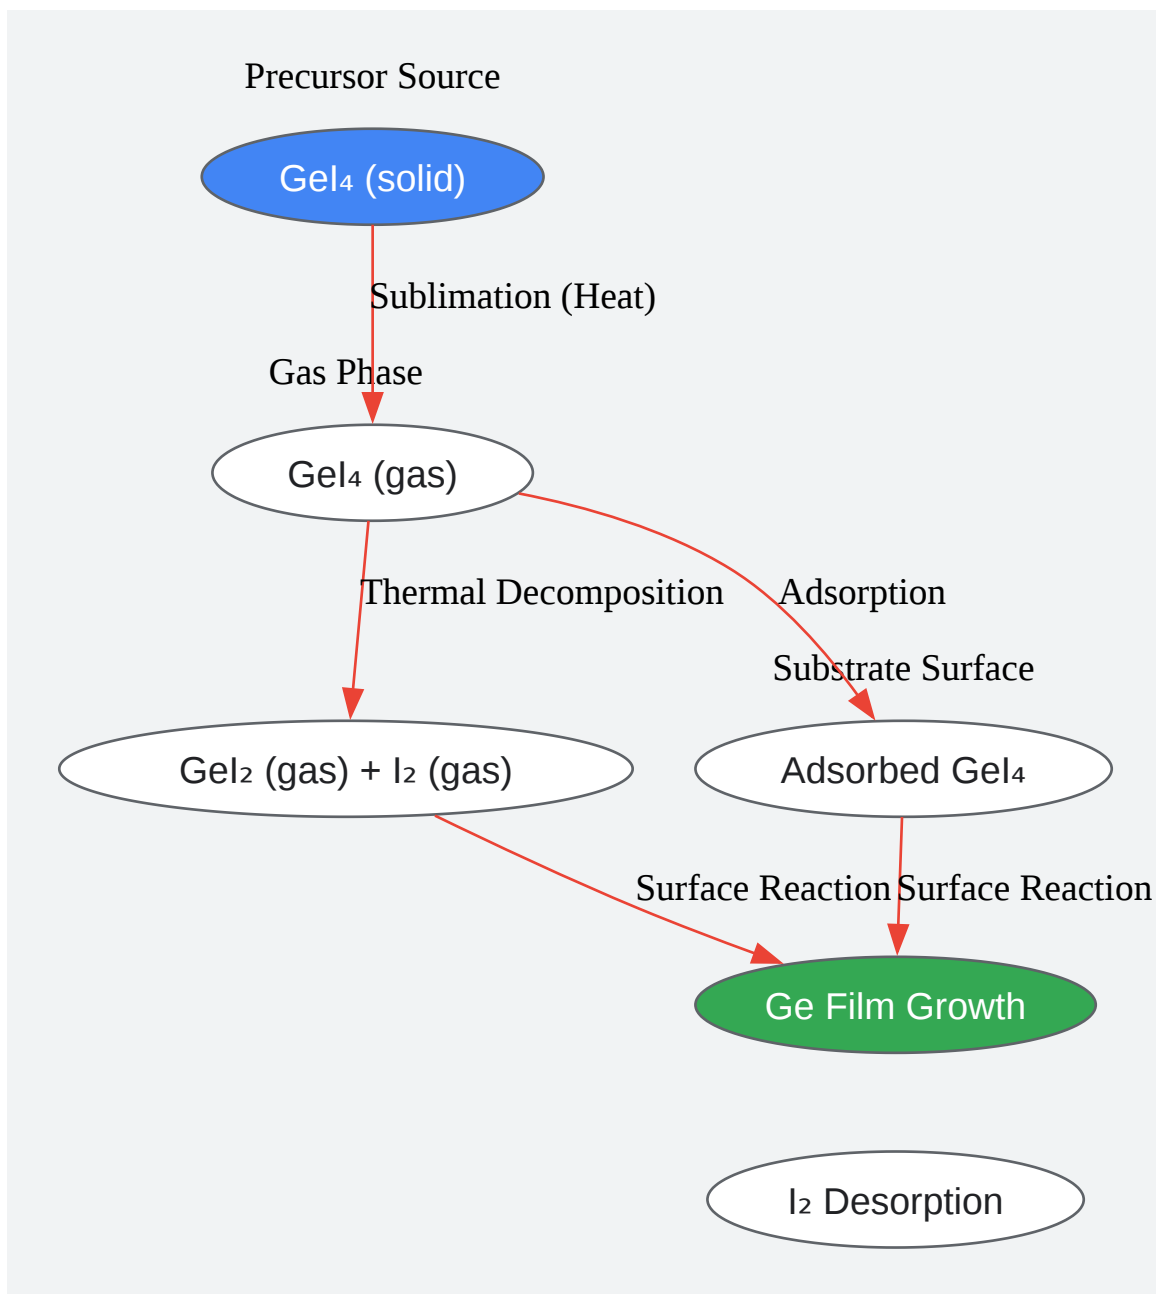 Precursor Source
GeI₄ (solid)
Sublimation (Heat)
Gas Phase
GeI₄ (gas)
Thermal Decomposition
Adsorption
Substrate Surface
GeI₂ (gas) + I₂ (gas)
Adsorbed GeI₄
Surface Reaction
Surface Reaction
Ge Film Growth
I₂ Desorption